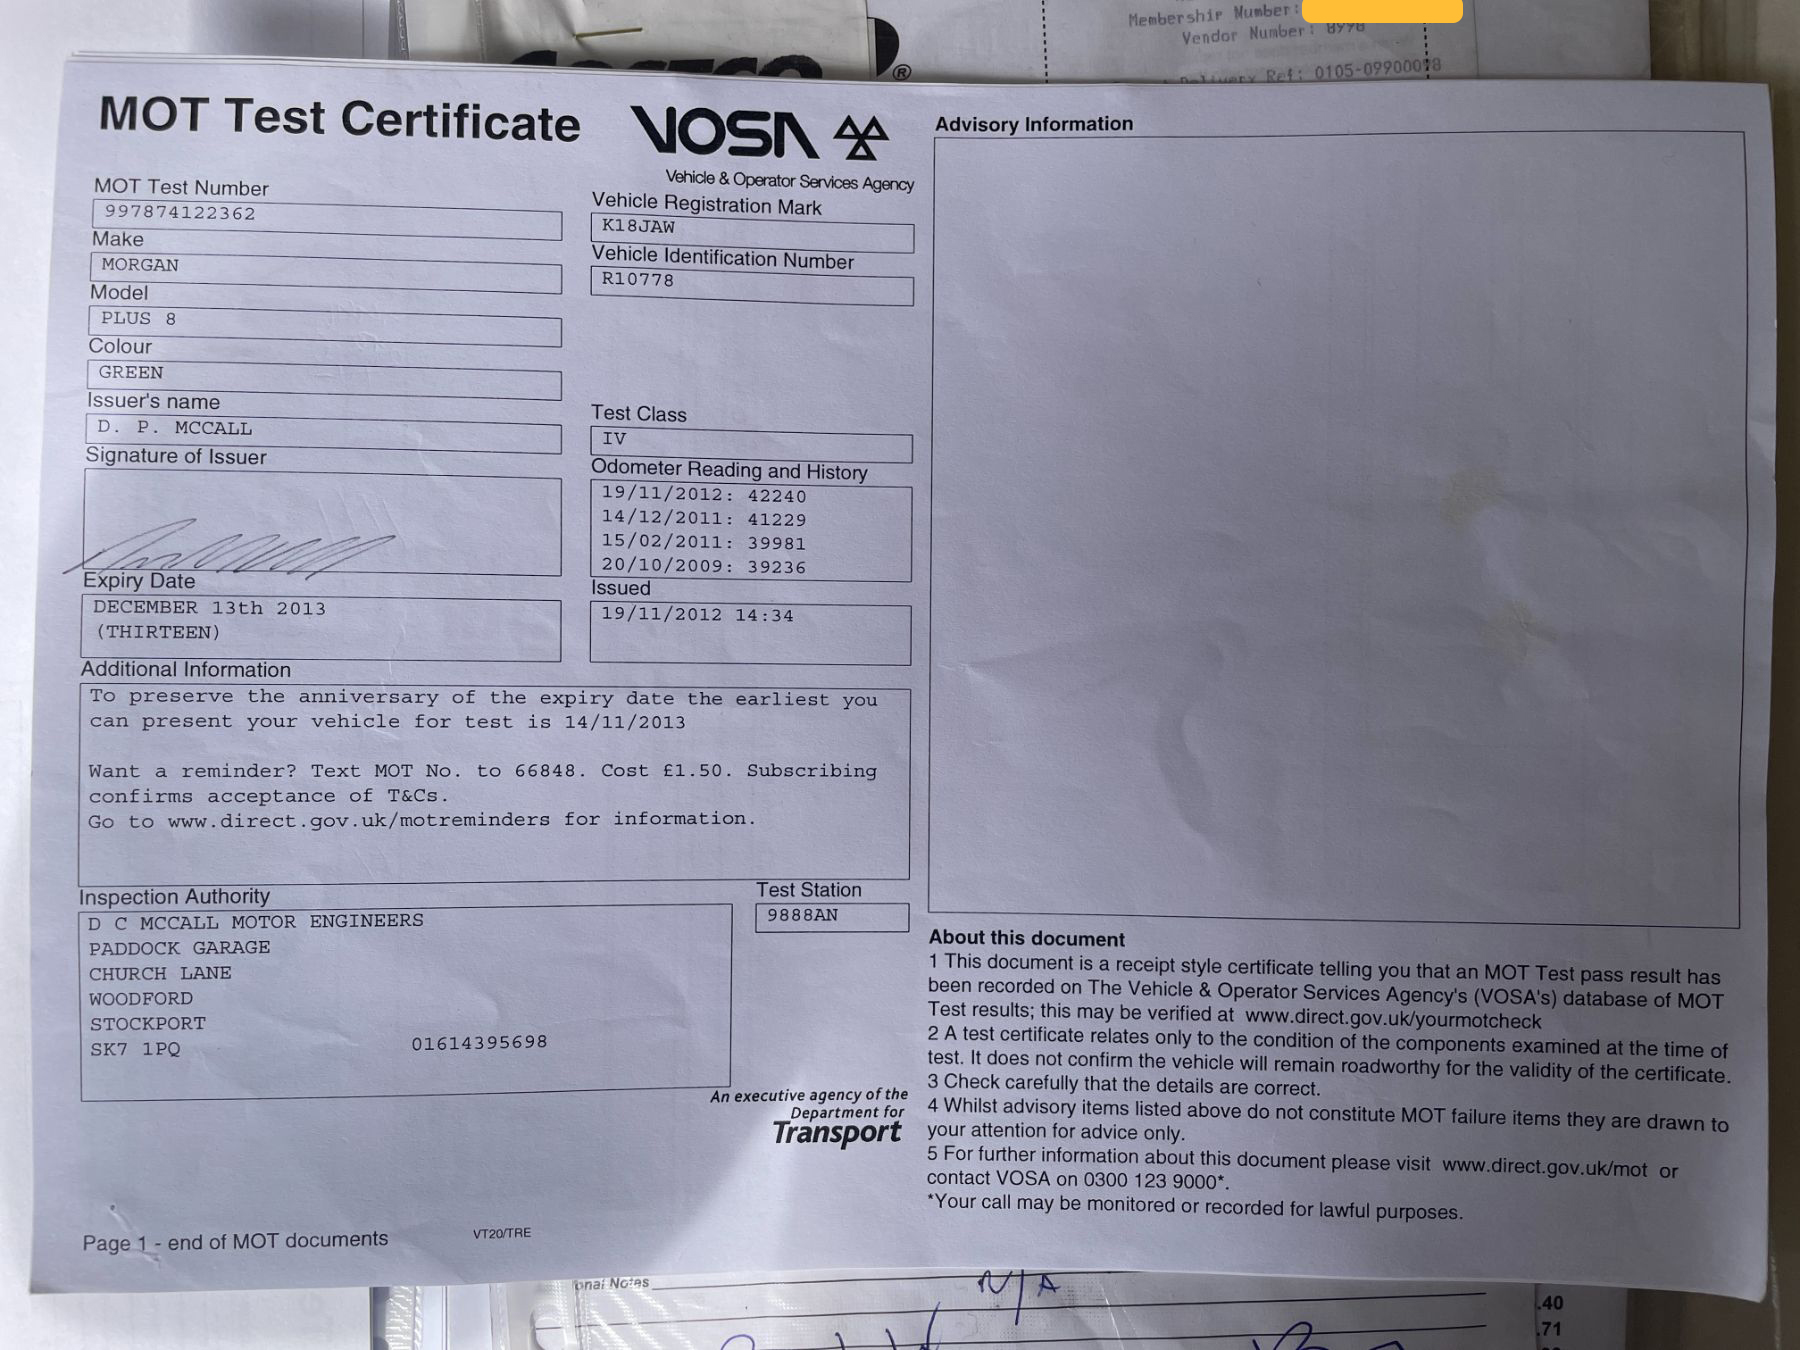 Membership Number:
Vendor Number: 8998
Delivery Ref: 0105-09900098
®
MOT Test Certificate
VOSA
Vehicle & Operator Services Agency
MOT Test Number
997874122362
Make
MORGAN
Model
PLUS 8
Colour
GREEN
Issuer's name
D. P. MCCALL
Signature of Issuer
Expiry Date
DECEMBER 13th 2013
(THIRTEEN)
Vehicle Registration Mark
K18JAW
Vehicle Identification Number
R10778
Test Class
IV
Odometer Reading and History
19/11/2012: 42240
14/12/2011: 41229
15/02/2011: 39981
20/10/2009: 39236
Issued
19/11/2012 14:34
Additional Information
To preserve the anniversary of the expiry date the earliest you
can present your vehicle for test is 14/11/2013
Want a reminder? Text MOT No. to 66848. Cost £1.50. Subscribing
confirms acceptance of T&Cs.
Go to www.direct.gov.uk/motreminders for information.
Inspection Authority
D C MCCALL MOTOR ENGINEERS
PADDOCK GARAGE
CHURCH LANE
WOODFORD
STOCKPORT
SK7 1PQ 01614395698
Test Station
9888AN
An executive agency of the
Department for
Transport
Page 1 - end of MOT documents
VT20/TRE
Advisory Information
About this document
1 This document is a receipt style certificate telling you that an MOT Test pass result has
been recorded on The Vehicle & Operator Services Agency's (VOSA's) database of MOT
Test results; this may be verified at www.direct.gov.uk/yourmotcheck
2 A test certificate relates only to the condition of the components examined at the time of
test. It does not confirm the vehicle will remain roadworthy for the validity of the certificate.
3 Check carefully that the details are correct.
4 Whilst advisory items listed above do not constitute MOT failure items they are drawn to
your attention for advice only.
5 For further information about this document please visit www.direct.gov.uk/mot or
contact VOSA on 0300 123 9000*.
*Your call may be monitored or recorded for lawful purposes.
onal Notes
N/A
.40
.71